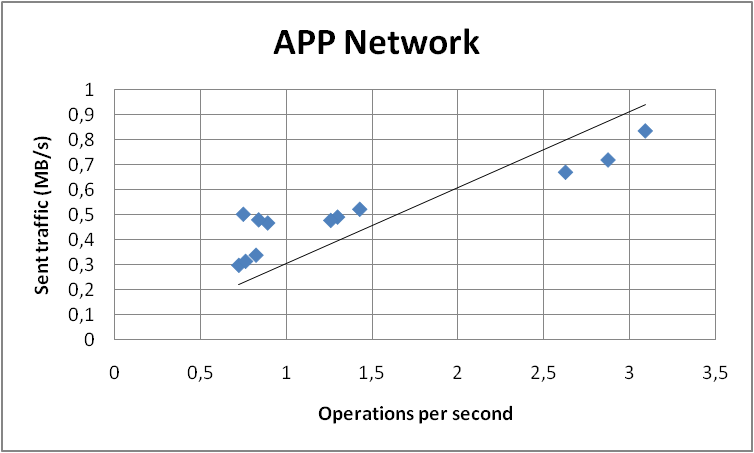 APP Network
Sent traffic (MB/s)
1
0,9
0,8
0,7
0,6
0,5
0,4
0,3
0,2
0,1
0
0 0,5 1 1,5 2 2,5 3 3,5
Operations per second